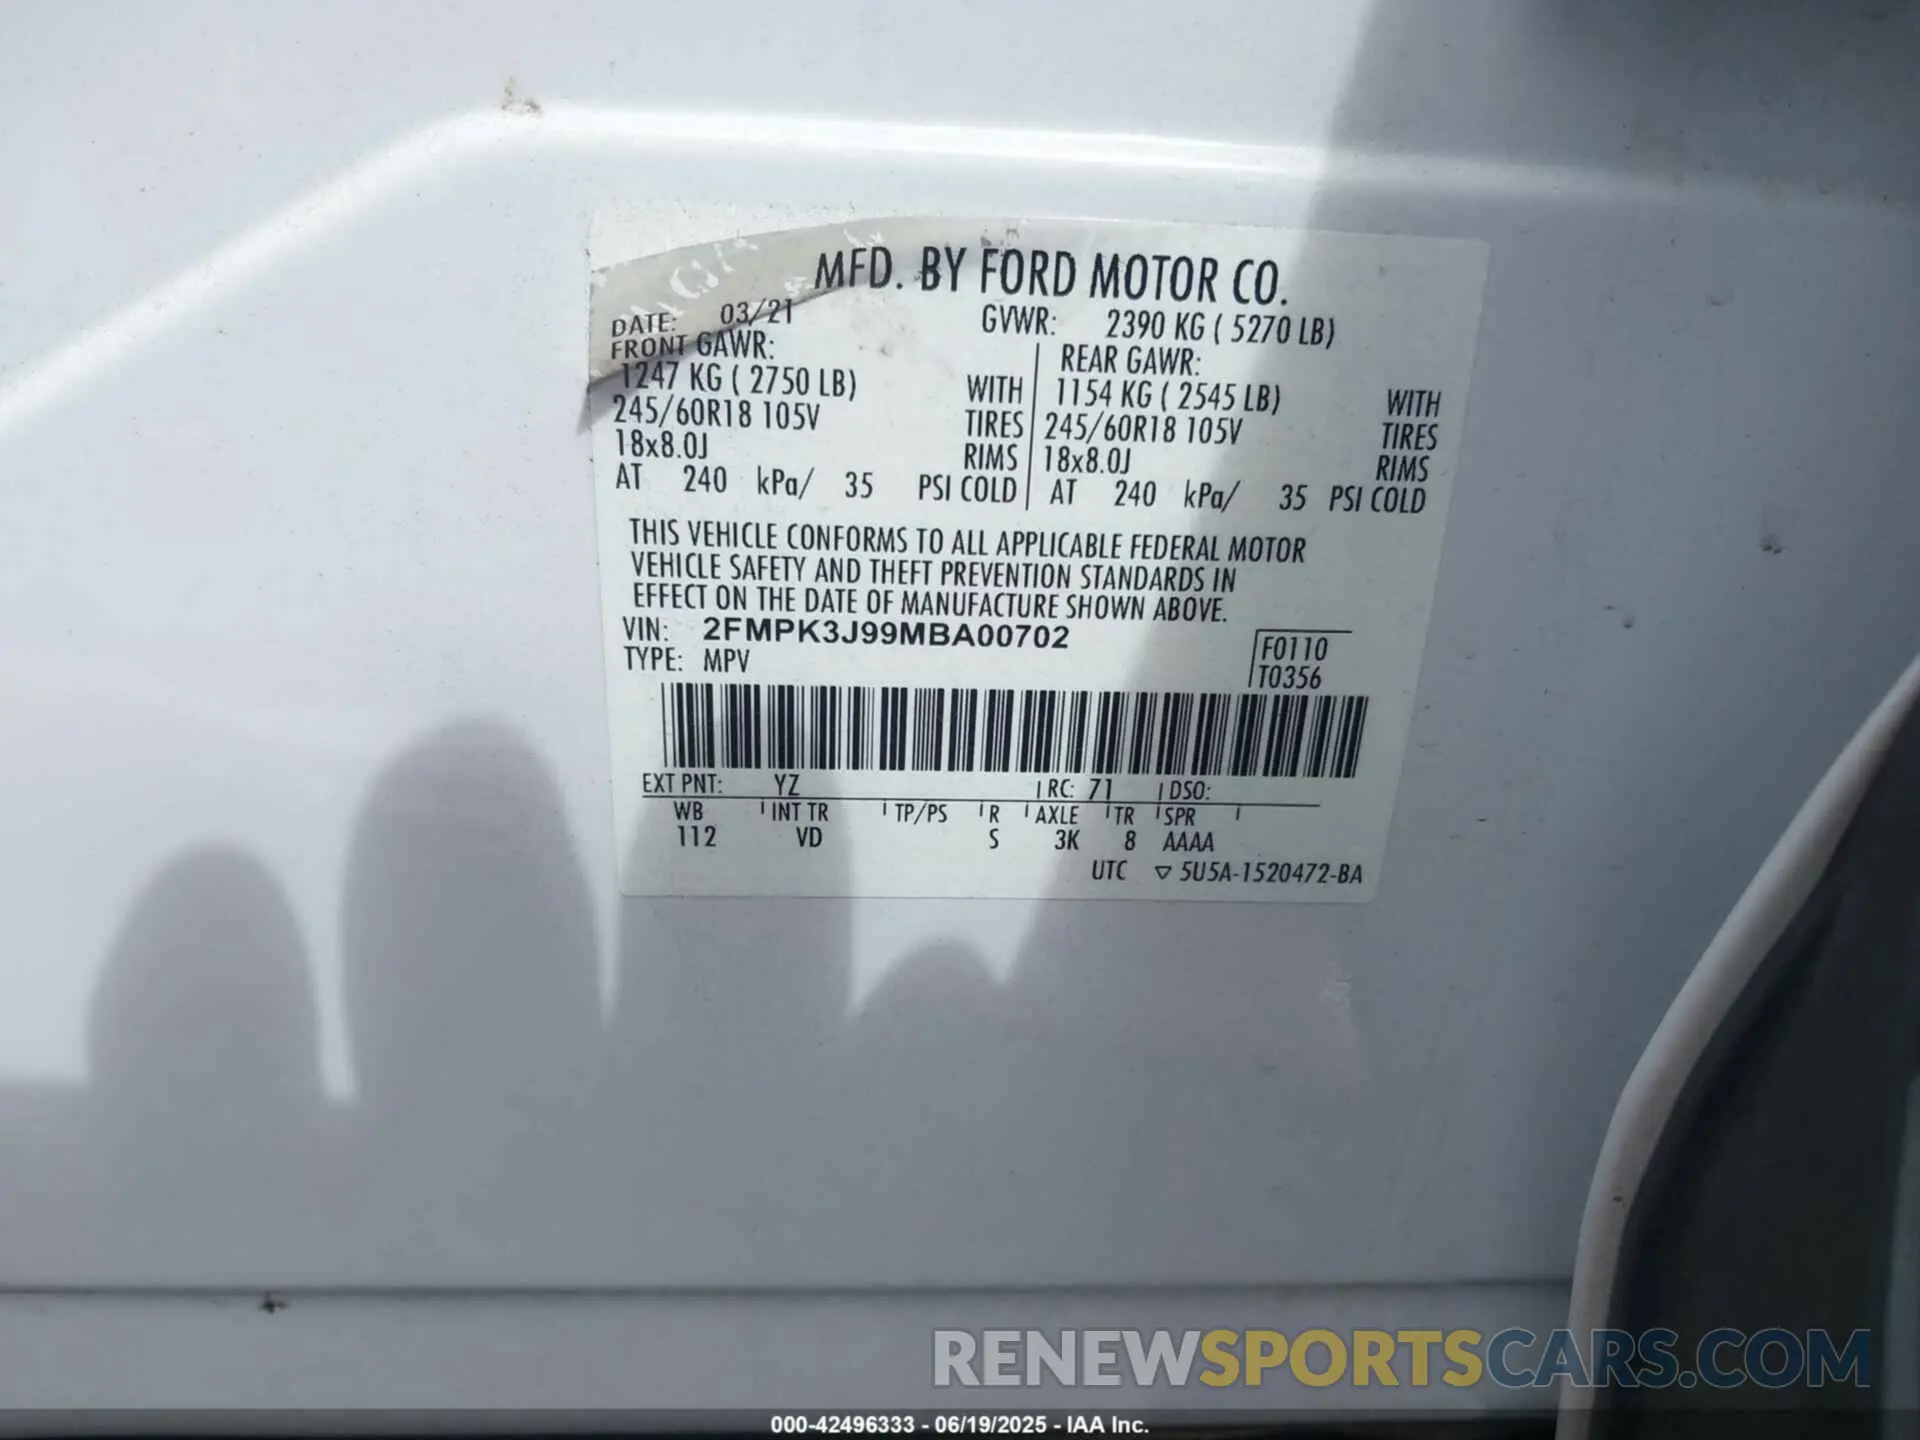 MFD. BY FORD MOTOR CO.
DATE: 03/21 GVWR: 2390 KG ( 5270 LB)
FRONT GAWR: REAR GAWR:
1247 KG ( 2750 LB) WITH 1154 KG ( 2545 LB) WITH
245/60R18 105V TIRES 245/60R18 105V TIRES
18x8.0J RIMS 18x8.0J RIMS
AT 240 kPa/ 35 PSI COLD AT 240 kPa/ 35 PSI COLD
THIS VEHICLE CONFORMS TO ALL APPLICABLE FEDERAL MOTOR
VEHICLE SAFETY AND THEFT PREVENTION STANDARDS IN
EFFECT ON THE DATE OF MANUFACTURE SHOWN ABOVE.
VIN: 2FMPK3J99MBA00702 F0110
TYPE: MPV T0356
EXT PNT: YZ RC: 71 DSO:
WB INT TR TP/PS R AXLE TR SPR
112 VD S 3K 8 AAAA
UTC ▽ 5U5A-1520472-BA
RENEWSPORTSCARS.COM
000-42496333 - 06/19/2025 - IAA Inc.